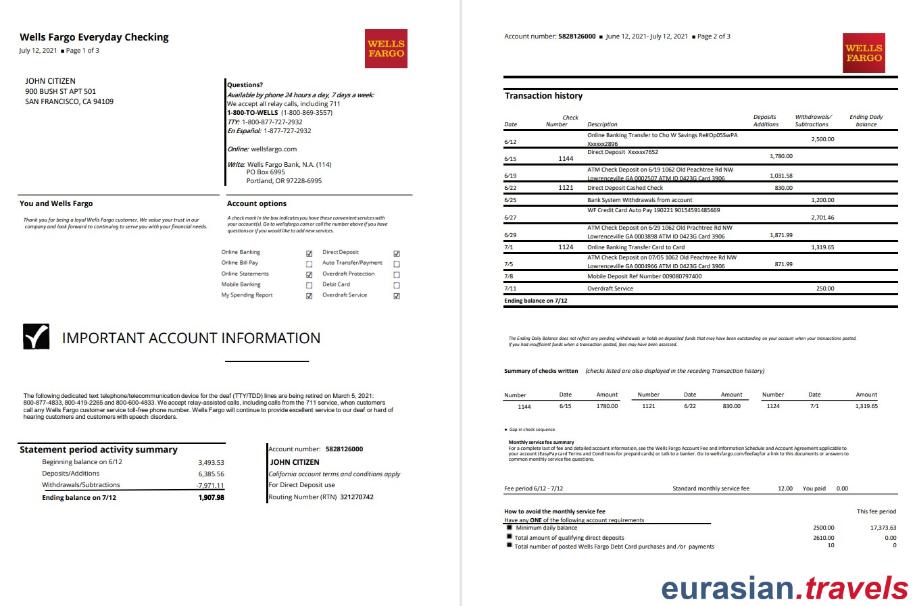 Wells Fargo Everyday Checking
July 12, 2021 ■ Page 1 of 3
WELLS
FARGO
JOHN CITIZEN
900 BUSH ST APT 501
SAN FRANCISCO, CA 94109
Questions?
Available by phone 24 hours a day, 7 days a week:
We accept all relay calls, including 711
1-800-TO-WELLS (1-800-869-3557)
TTY: 1-800-877-727-2932
En Español: 1-877-727-2932
Online: wellsfargo.com
Write: Wells Fargo Bank, N.A. (114)
PO Box 6995
Portland, OR 97228-6995
You and Wells Fargo
Thank you for being a loyal Wells Fargo customer. We value your trust in our
company and look forward to continuing to serve you with your financial needs.
Account options
A check mark in the box indicates you have these convenient services with
your account(s). Go to wellsfargo.com or call the number above if you have
questions or if you would like to add new services.
Online Banking ☑ Direct Deposit ☑
Online Bill Pay ☐ Auto Transfer/Payment ☐
Online Statements ☑ Overdraft Protection ☐
Mobile Banking ☐ Debit Card ☐
My Spending Report ☑ Overdraft Service ☑
IMPORTANT ACCOUNT INFORMATION
The following dedicated text telephone/telecommunication device for the deaf (TTY/TDD) lines are being retired on March 5, 2021:
800-877-4833, 800-419-2265 and 800-600-4833. We accept relay-assisted calls, including calls from the 711 service, when customers
call any Wells Fargo customer service toll-free phone number. Wells Fargo will continue to provide excellent service to our deaf or hard of
hearing customers and customers with speech disorders.
Statement period activity summary
Beginning balance on 6/12 3,493.53
Deposits/Additions 6,385.56
Withdrawals/Subtractions -7,971.11
Ending balance on 7/12 1,907.98
Account number: 5828126000
JOHN CITIZEN
California account terms and conditions apply
For Direct Deposit use
Routing Number (RTN) 321270742
Account number: 5828126000 ■ June 12, 2021- July 12, 2021 ■ Page 2 of 3
WELLS
FARGO
Transaction history
Date Check Number Description Deposits Additions Withdrawals/ Subtractions Ending Daily balance
6/12 Online Banking Transfer to Cho W Savings
Xxxxxx2896 2,500.00
6/15 1144 Direct Deposit Xxxxxx7652 1,780.00
6/19 ATM Check Deposit on 6/19 1062 Old Peachtree Rd NW
Lawrenceville GA 0002507 ATM ID 0423G Card 3906 1,031.58
6/22 1121 Direct Deposit Cashed Check 830.00
6/25 Bank System Withdrawals from account 1,200.00
6/27 WF Credit Card Auto Pay 190221 90154591485669 2,701.46
6/29 ATM Check Deposit on 6/29 1062 Old Prachtree Rd NW
Lowrenceville GA 0003898 ATM ID 0423G Card 3906 1,871.99
7/1 1124 Online Banking Transfer Card to Card 1,319.65
7/5 ATM Check Deposit on 07/05 1062 Old Peachtree Rd NW
Lowrenceville GA 0004966 ATM ID 0423G Card 3906 871.99
7/8 Mobile Deposit Ref Number 009080797400
7/11 Overdraft Service 250.00
Ending balance on 7/12
The Ending Daily Balance does not reflect any pending withdrawals or holds on deposited funds that may have been outstanding on your account when your transactions posted.
If you had insufficient funds when a transaction posted, fees may have been assessed.
Summary of checks written (checks listed are also displayed in the receding Transaction history)
Number Date Amount Number Date Amount Number Date Amount
1144 6/15 1780.00 1121 6/22 830.00 1124 7/1 1,319.65
Gap in check sequence
Monthly service fee summary
For a complete list of fee and detailed account information, see the Wells Fargo Account Fee and Information Schedule and Account Agreement applicable to
your account (EasyPay card Terms and Conditions for prepaid cards) or talk to a banker. Go to wellsfargo.com/feefaq for a link to this documents or answers to
common monthly service fee questions.
Fee period 6/12 - 7/12 Standard monthly service fee 12.00 You paid 0.00
How to avoid the monthly service fee This fee period
Have any ONE of the following account requirements
■ Minimum daily balance 2500.00 17,373.63
■ Total amount of qualifying direct deposits 2610.00 0.00
■ Total number of posted Wells Fargo Debit Card purchases and /or payments 10 0
eurasian.travels